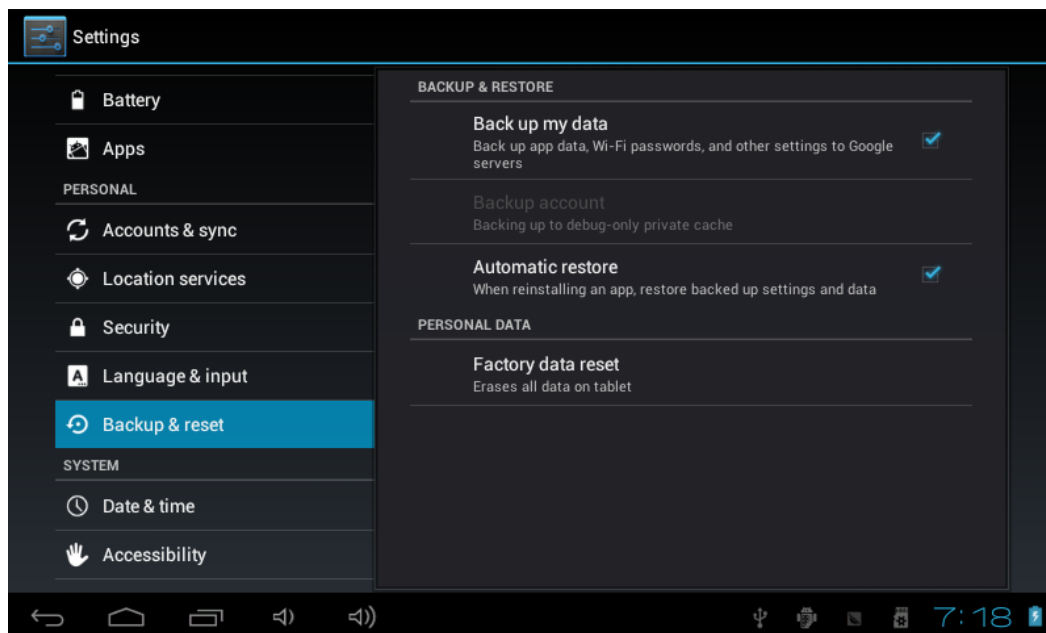 Settings
Battery
Apps
PERSONAL
Accounts & sync
Location services
Security
Language & input
Backup & reset
SYSTEM
Date & time
Accessibility
BACKUP & RESTORE
Back up my data
Back up app data, Wi-Fi passwords, and other settings to Google
servers
Backup account
Backing up to debug-only private cache
Automatic restore
When reinstalling an app, restore backed up settings and data
PERSONAL DATA
Factory data reset
Erases all data on tablet
7:18